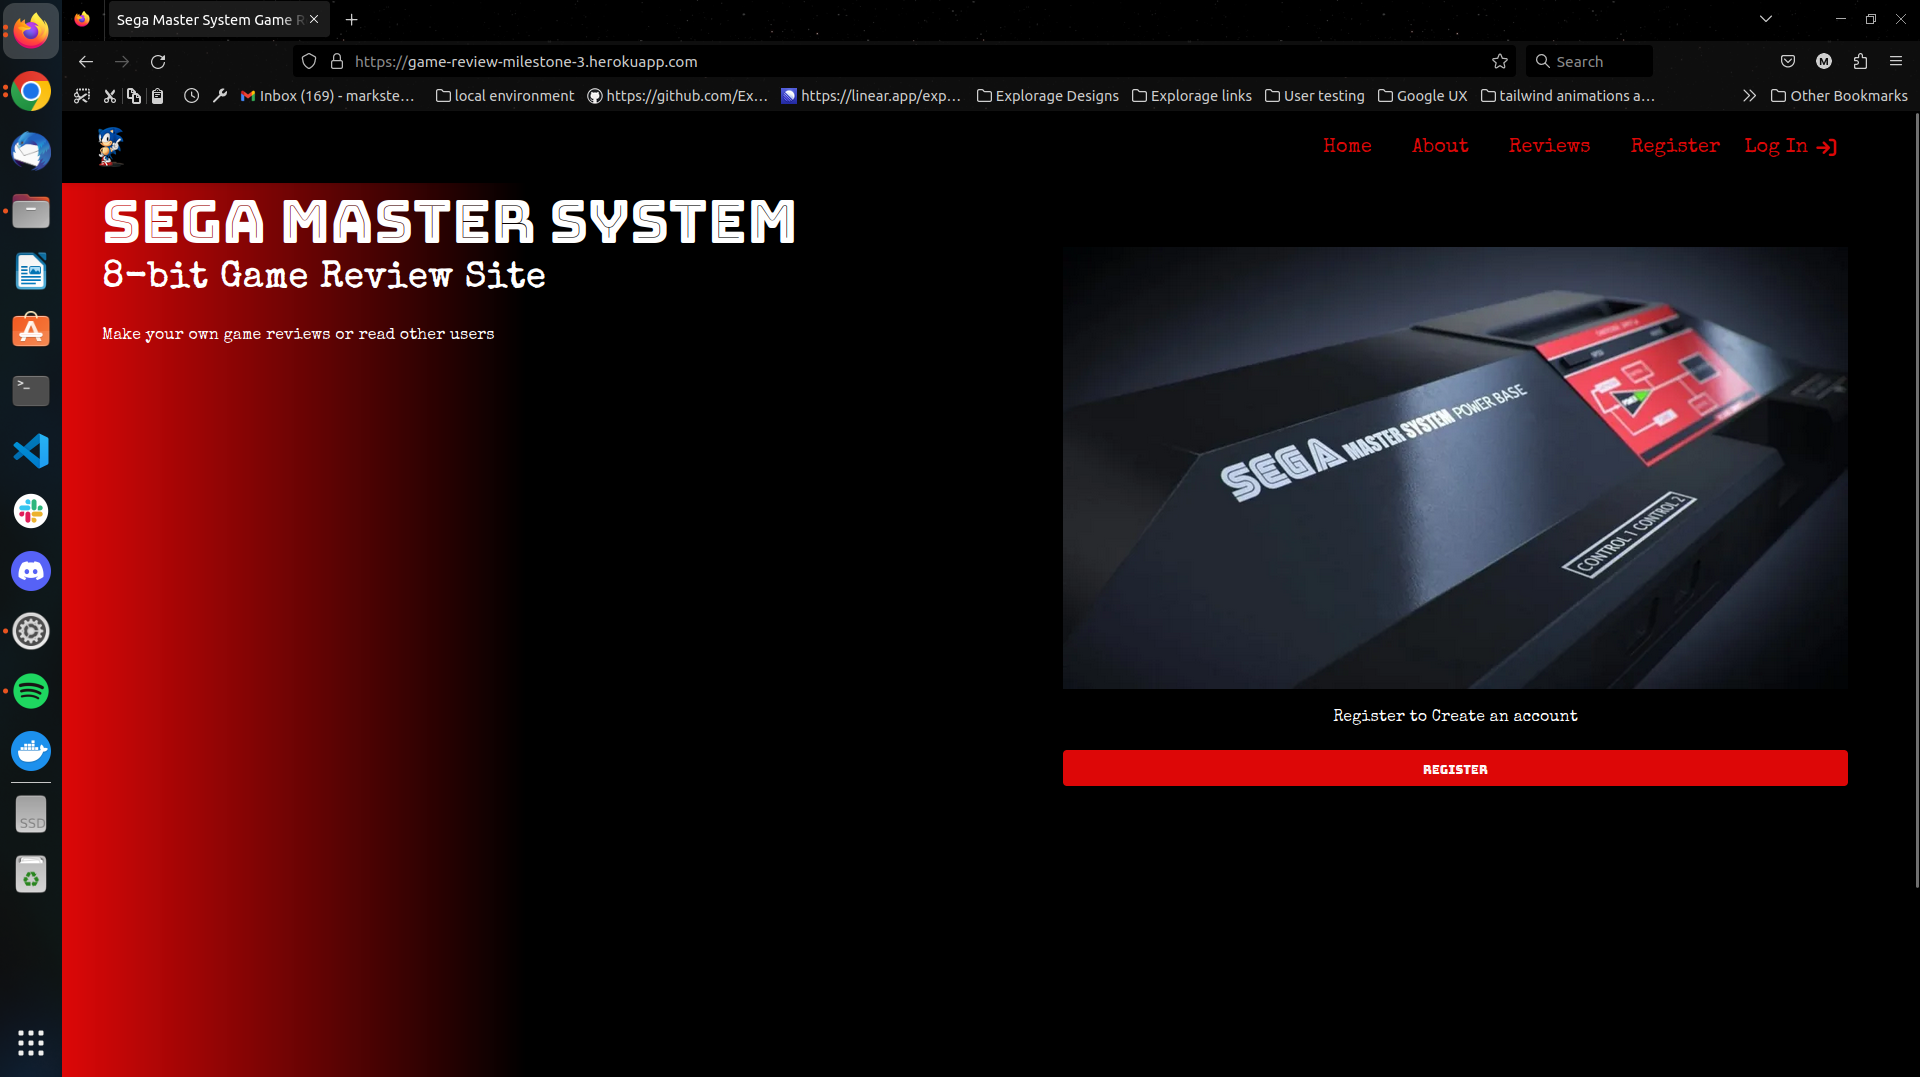 Sega Master System Game R
https://game-review-milestone-3.herokuapp.com
Search
M
Inbox (169) - markste…
local environment
https://github.com/Ex…
https://linear.app/exp…
Explorage Designs
Explorage links
User testing
Google UX
tailwind animations a…
Other Bookmarks
Home
About
Reviews
Register
Log In
SEGA MASTER SYSTEM
8-bit Game Review Site
Make your own game reviews or read other users
SEGA MASTER SYSTEM POWER BASE
CONTROL 1 CONTROL 2
Register to Create an account
REGISTER
SSD